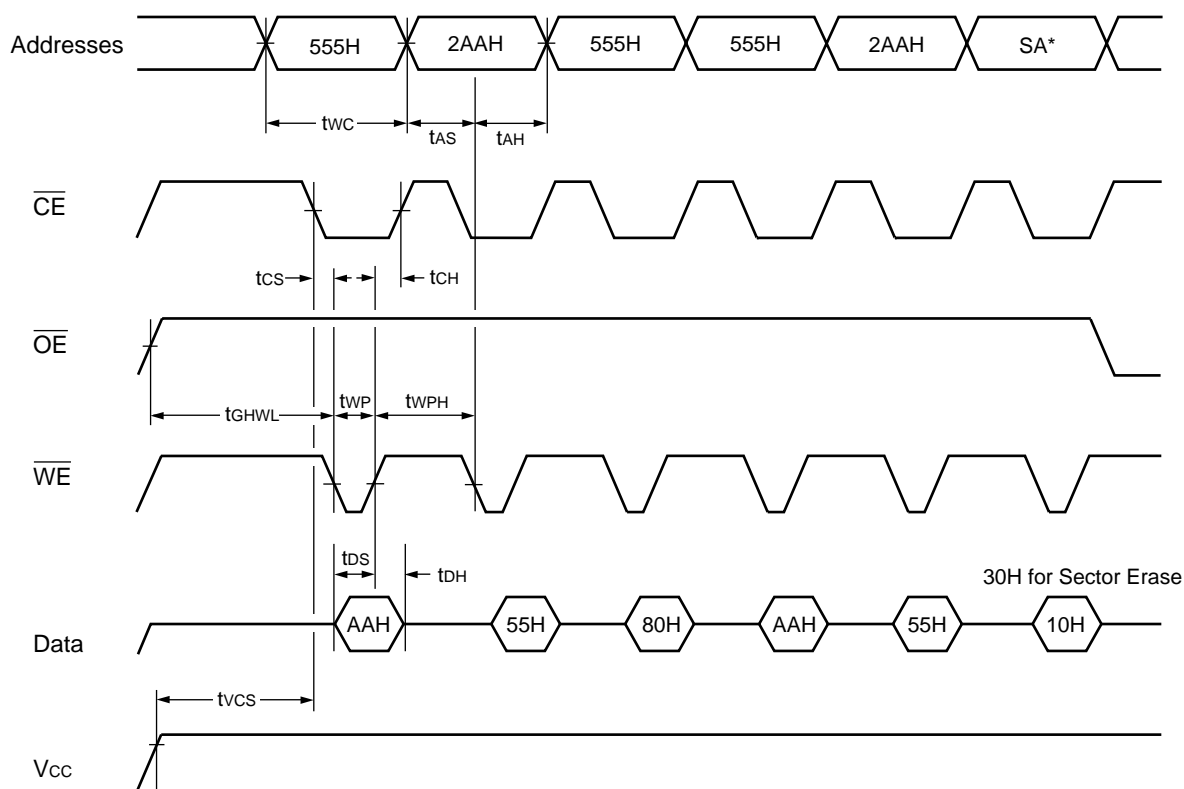 Addresses 555H 2AAH 555H 555H 2AAH SA*
tWC tAS tAH
CE
tCS tCH
OE
tGHWL tWP tWPH
WE
tDS tDH
30H for Sector Erase
Data AAH 55H 80H AAH 55H 10H
tVCS
VCC